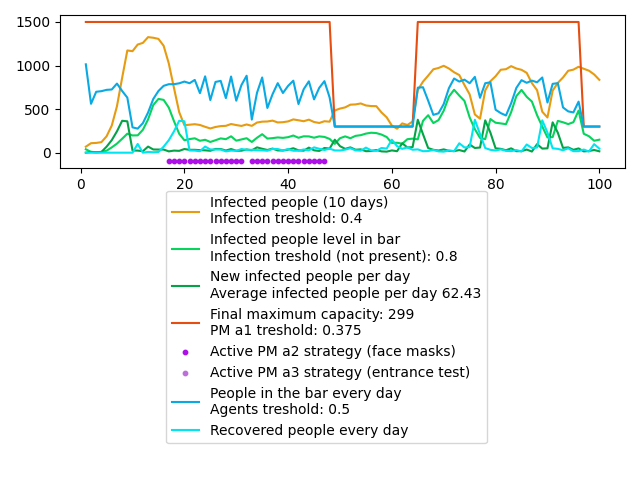 1500
1000
500
0
0
20
40
60
80
100
Infected people (10 days)
Infection treshold: 0.4
Infected people level in bar
Infection treshold (not present): 0.8
New infected people per day
Average infected people per day 62.43
Final maximum capacity: 299
PM a1 treshold: 0.375
Active PM a2 strategy (face masks)
Active PM a3 strategy (entrance test)
People in the bar every day
Agents treshold: 0.5
Recovered people every day